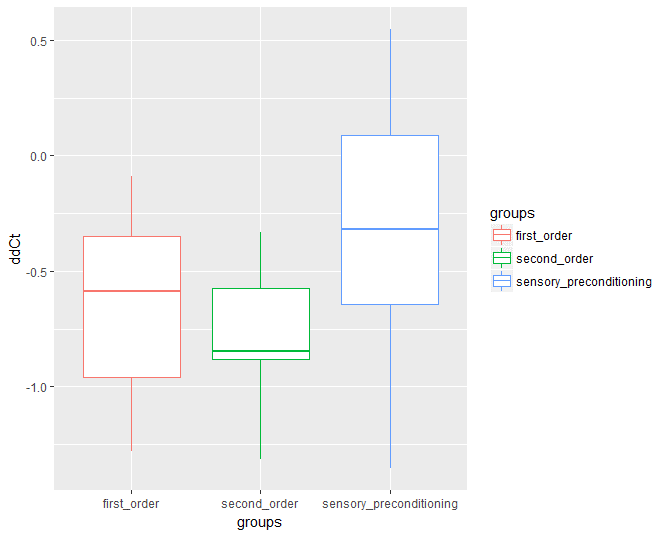 0.5
0.0
-0.5
-1.0
ddCt
first_order
second_order
sensory_preconditioning
groups
groups
first_order
second_order
sensory_preconditioning